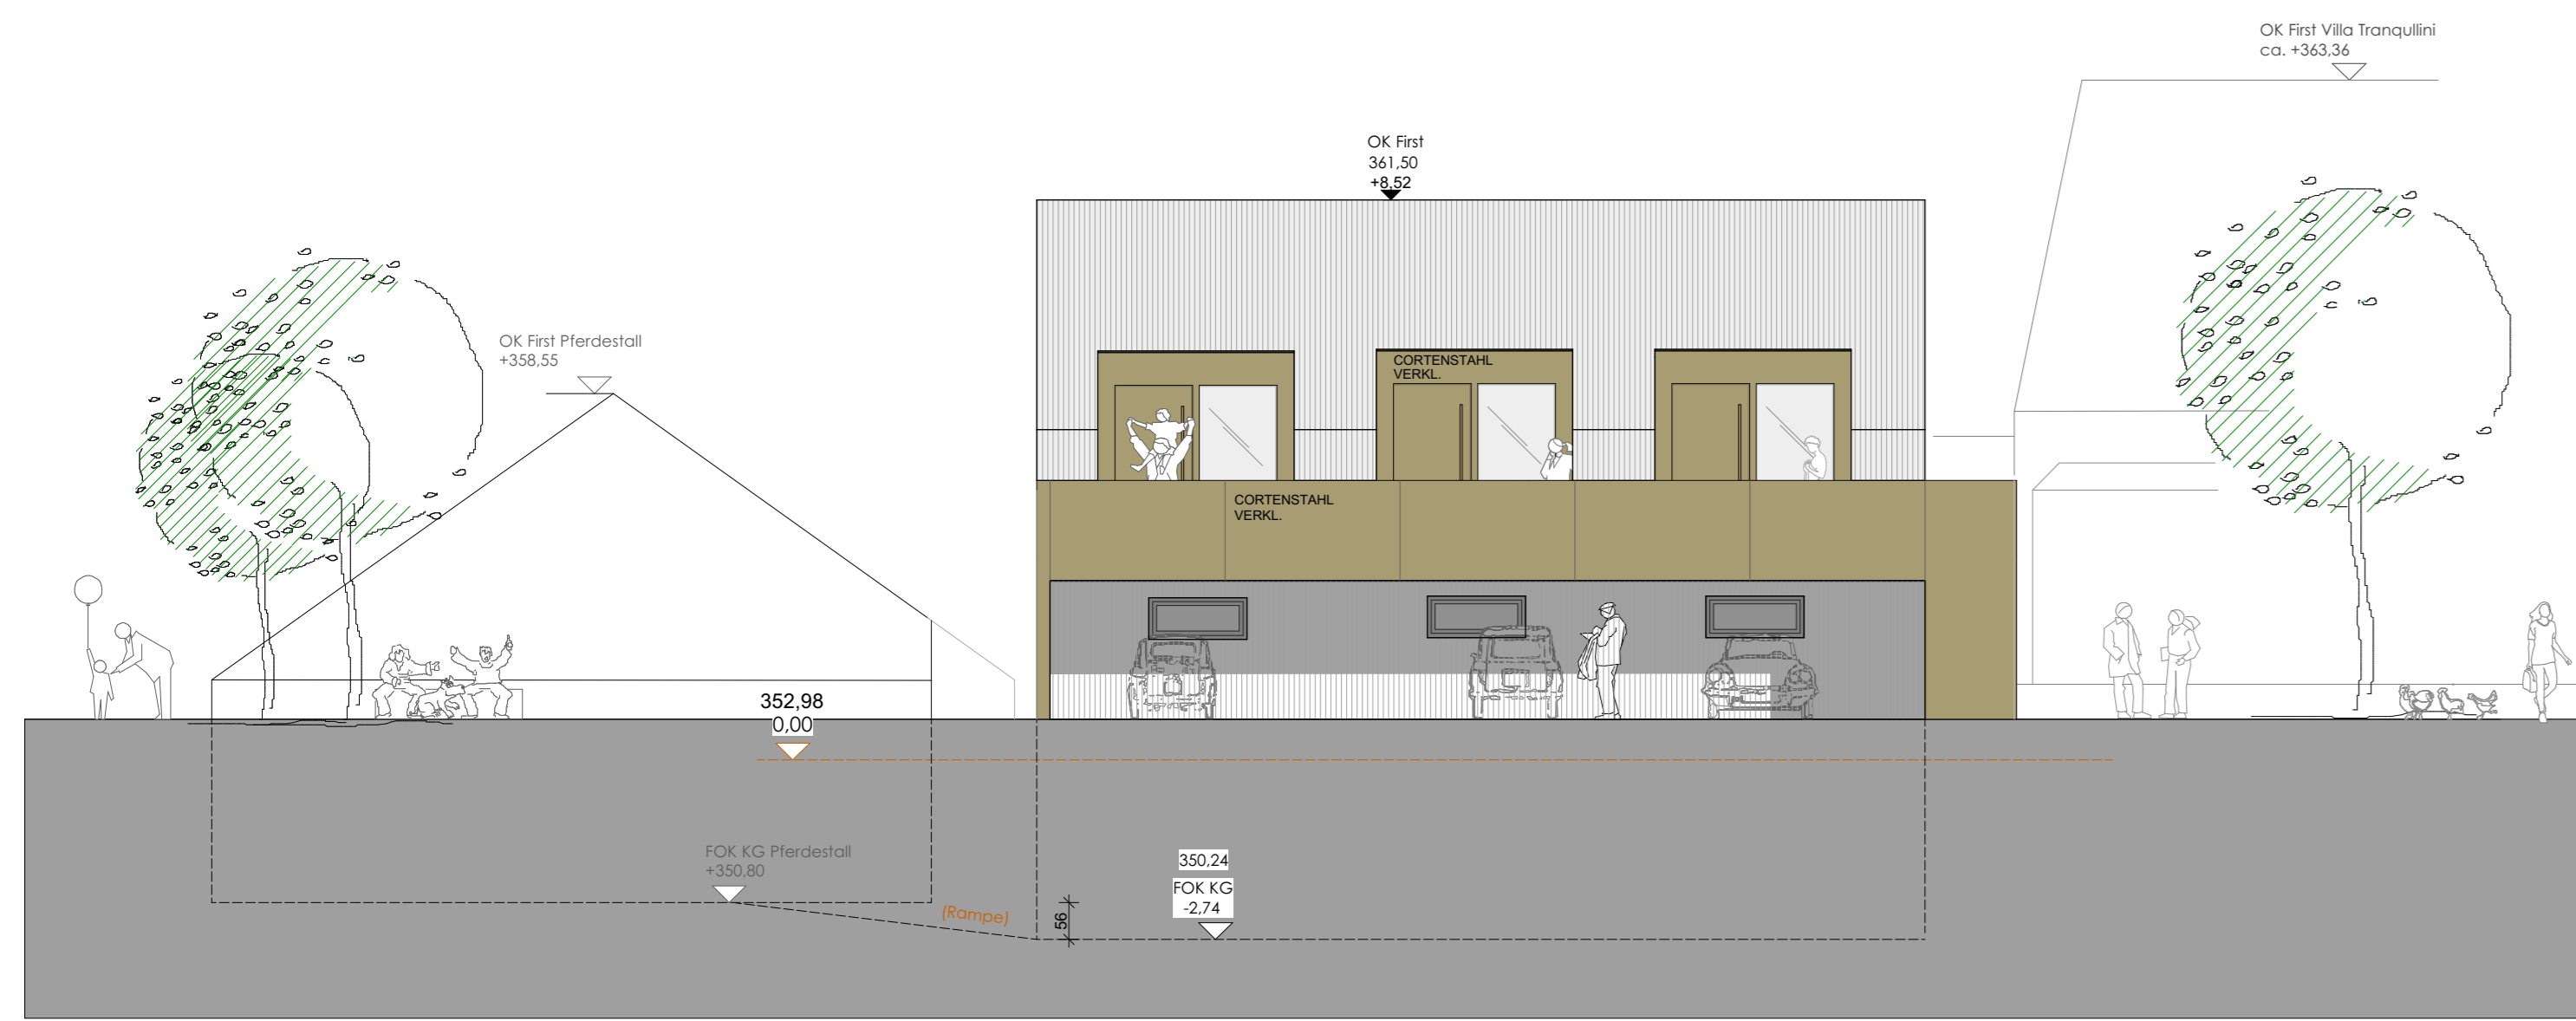 OK First Villa Tranqullini
ca. +363,36
OK First
361,50
+8,52
OK First Pferdestall
+358,55
CORTENSTAHL
VERKL.
CORTENSTAHL
VERKL.
352,98
0,00
FOK KG Pferdestall
+350,80
(Rampe)
56
350,24
FOK KG
-2,74